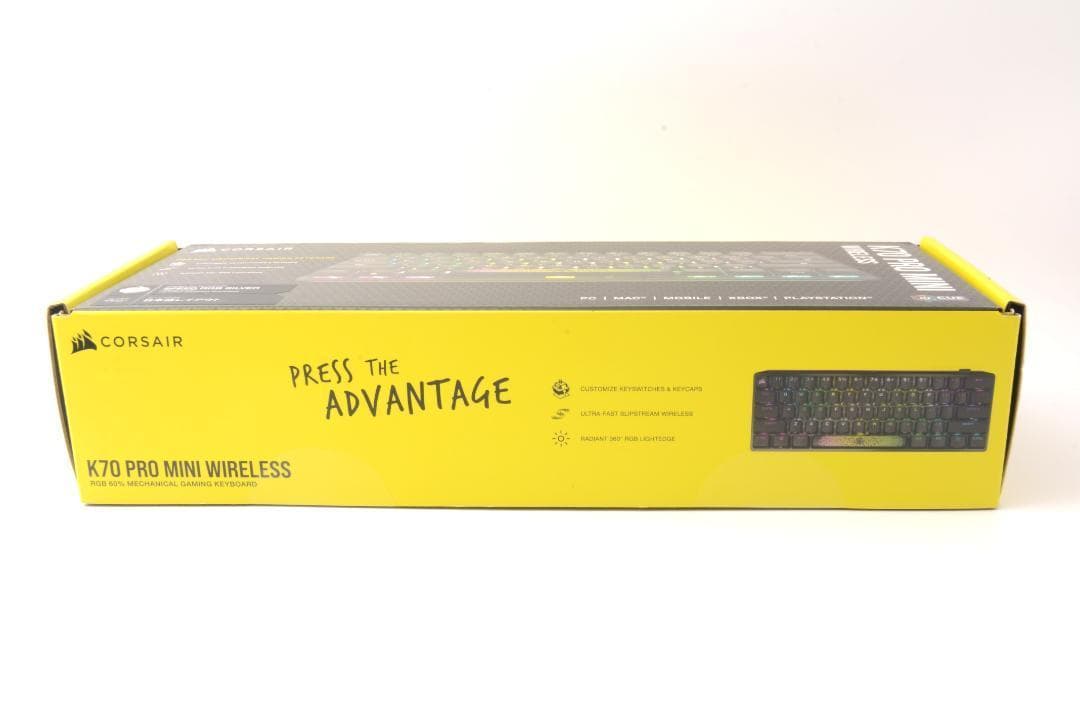 CORSAIR
K70 PRO MINI
WIRELESS
PC | MAC* | MOBILE | XBOX* | PLAYSTATION*
CORSAIR
PRESS THE
ADVANTAGE
CUSTOMIZE KEYSWITCHES & KEYCAPS
ULTRA-FAST SLIPSTREAM WIRELESS
RADIANT 360° RGB LIGHTEDGE
K70 PRO MINI WIRELESS
RGB 60% MECHANICAL GAMING KEYBOARD